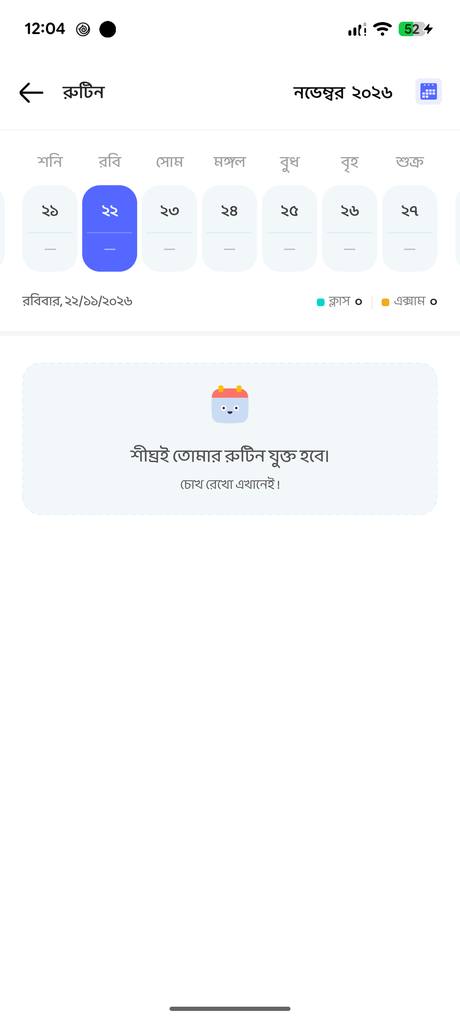 12:04
52
রুটিন
নভেম্বর ২০২৬
শনি রবি সোম মঙ্গল বুধ বৃহ শুক্র
২১ ২২ ২৩ ২৪ ২৫ ২৬ ২৭
— — — — — — —
রবিবার, ২২/১১/২০২৬
ক্লাস ০ | এক্সাম ০
শীঘ্রই তোমার রুটিন যুক্ত হবে।
চোখ রেখো এখানেই !